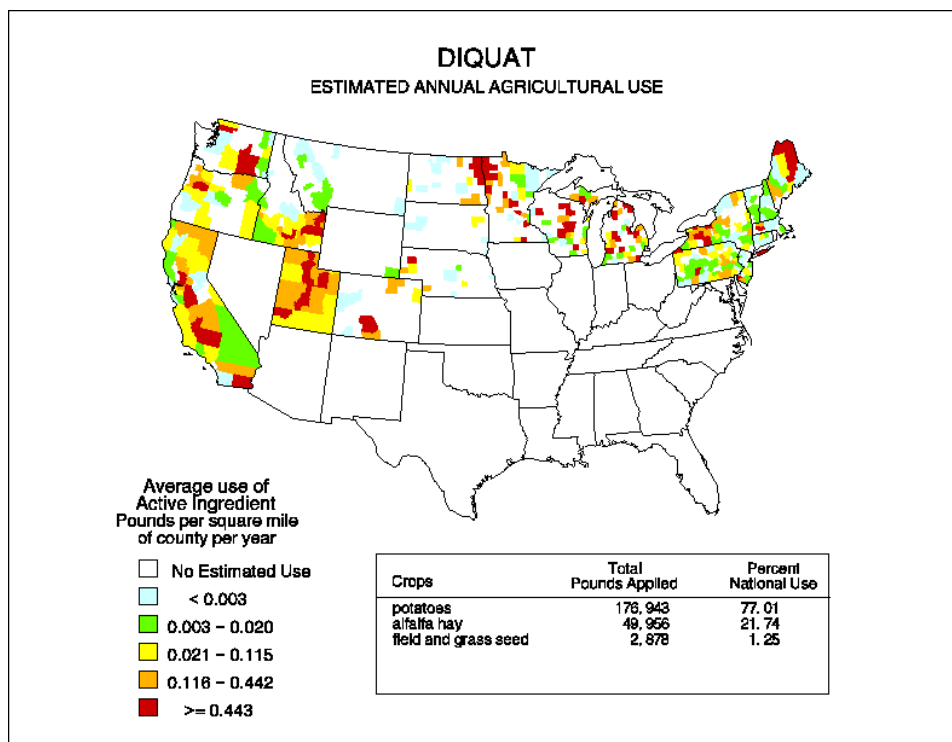 DIQUAT
ESTIMATED ANNUAL AGRICULTURAL USE
Average use of
Active Ingredient
Pounds per square mile
of county per year
No Estimated Use
< 0.003
0.003 - 0.020
0.021 - 0.115
0.116 - 0.442
>= 0.443
Crops Total Pounds Applied Percent National Use
potatoes 176,943 77.01
alfalfa hay 49,956 21.74
field and grass seed 2,878 1.25